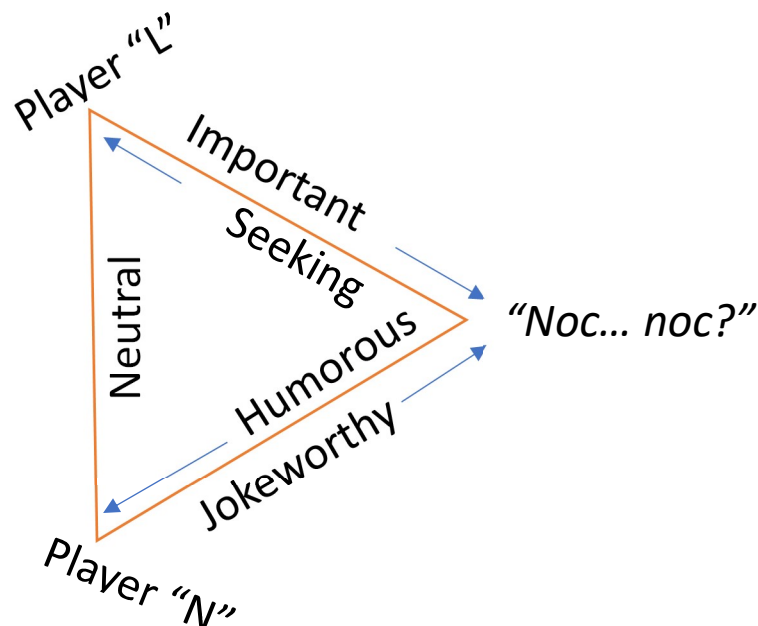 Player “L”
Important
Seeking
Neutral
“Noc... noc?”
Humorous
Jokeworthy
Player “N”